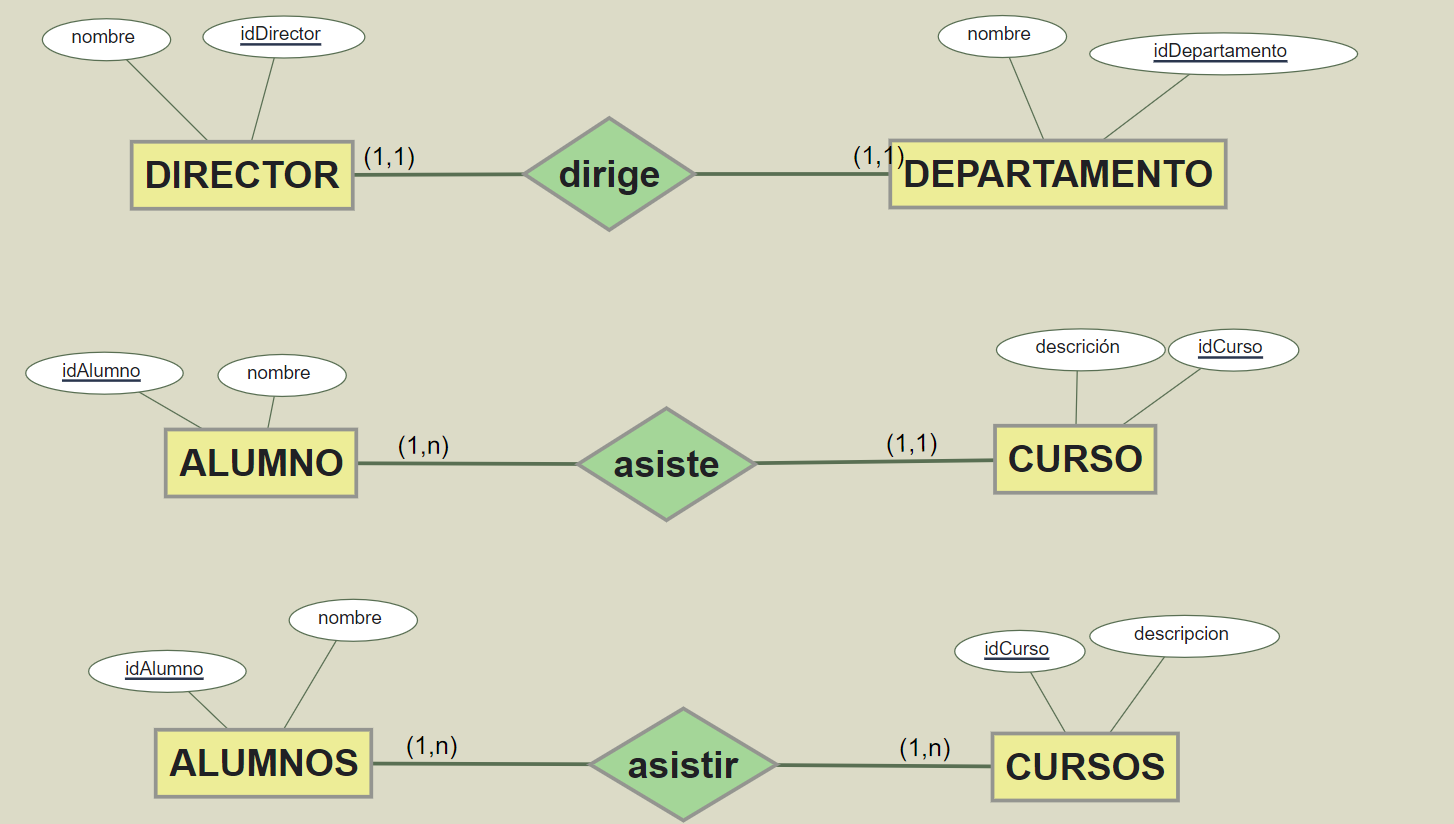 nombre
idDirector
nombre
idDepartamento
DIRECTOR
(1,1)
dirige
(1,1)
DEPARTAMENTO
idAlumno
nombre
descrición
idCurso
ALUMNO
(1,n)
asiste
(1,1)
CURSO
nombre
idAlumno
idCurso
descripcion
ALUMNOS
(1,n)
asistir
(1,n)
CURSOS